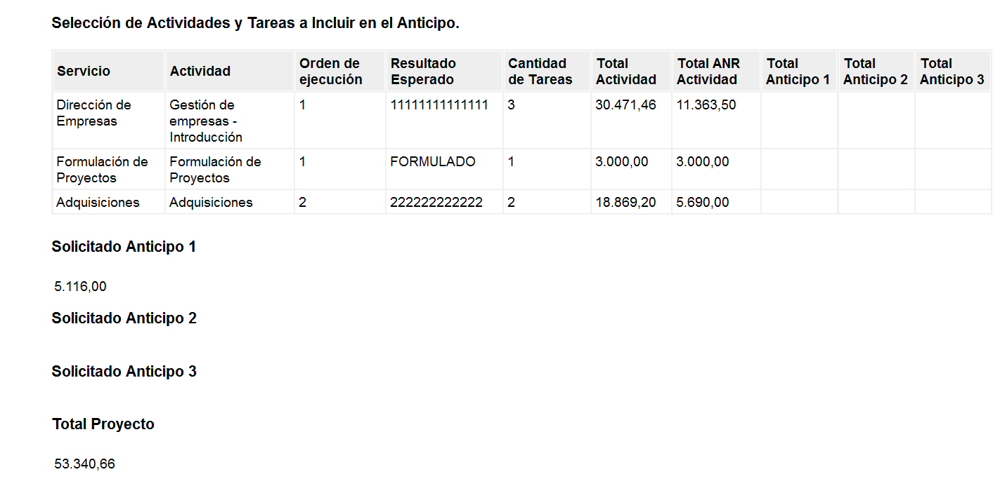 Selección de Actividades y Tareas a Incluir en el Anticipo.
Servicio Actividad Orden de ejecución Resultado Esperado Cantidad de Tareas Total Actividad Total ANR Actividad Total Anticipo 1 Total Anticipo 2 Total Anticipo 3
Dirección de Empresas Gestión de empresas - Introducción 1 11111111111111 3 30.471,46 11.363,50
Formulación de Proyectos Formulación de Proyectos 1 FORMULADO 1 3.000,00 3.000,00
Adquisiciones Adquisiciones 2 222222222222 2 18.869,20 5.690,00
Solicitado Anticipo 1
5.116,00
Solicitado Anticipo 2
Solicitado Anticipo 3
Total Proyecto
53.340,66